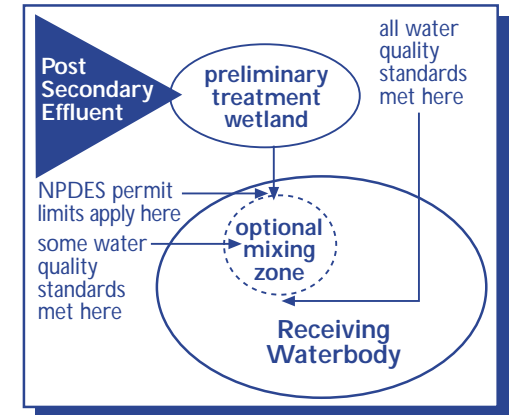 Post
Secondary
Effluent
preliminary
treatment
wetland
all water
quality
standards
met here
NPDES permit
limits apply here
some water
quality
standards
met here
optional
mixing
zone
Receiving
Waterbody